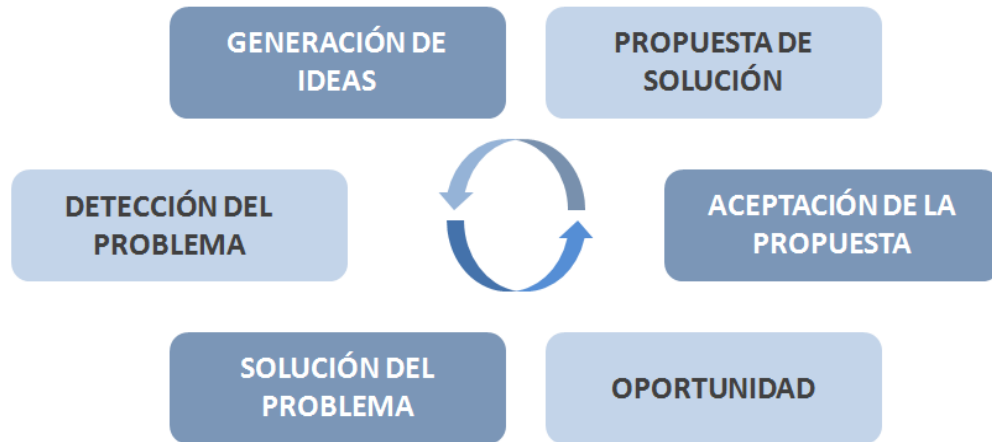 GENERACIÓN DE
IDEAS
PROPUESTA DE
SOLUCIÓN
DETECCIÓN DEL
PROBLEMA
ACEPTACIÓN DE LA
PROPUESTA
SOLUCIÓN DEL
PROBLEMA
OPORTUNIDAD